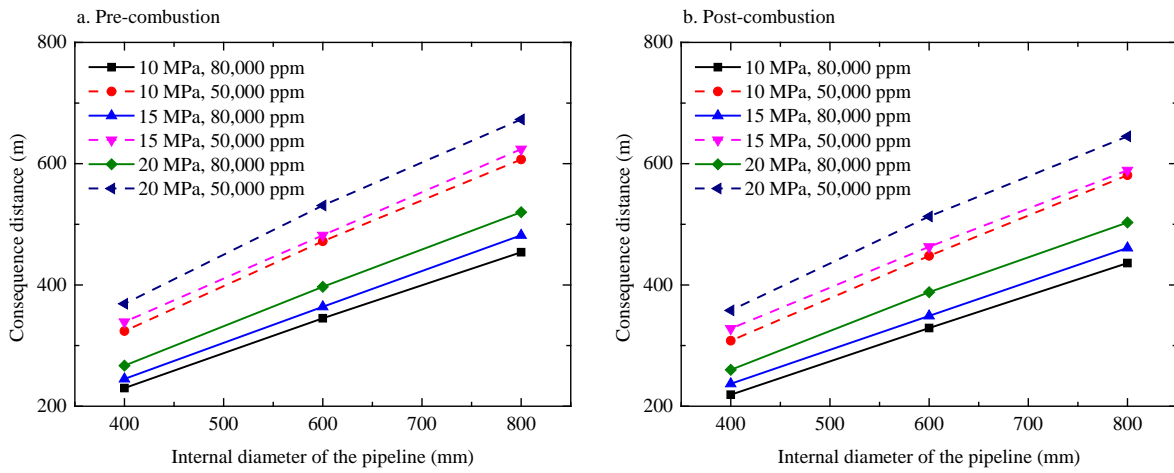 a. Pre-combustion
800
600
400
200
Consequence distance (m)
10 MPa, 80,000 ppm
10 MPa, 50,000 ppm
15 MPa, 80,000 ppm
15 MPa, 50,000 ppm
20 MPa, 80,000 ppm
20 MPa, 50,000 ppm
400 500 600 700 800
Internal diameter of the pipeline (mm)
b. Post-combustion
800
600
400
200
Consequence distance (m)
10 MPa, 80,000 ppm
10 MPa, 50,000 ppm
15 MPa, 80,000 ppm
15 MPa, 50,000 ppm
20 MPa, 80,000 ppm
20 MPa, 50,000 ppm
400 500 600 700 800
Internal diameter of the pipeline (mm)